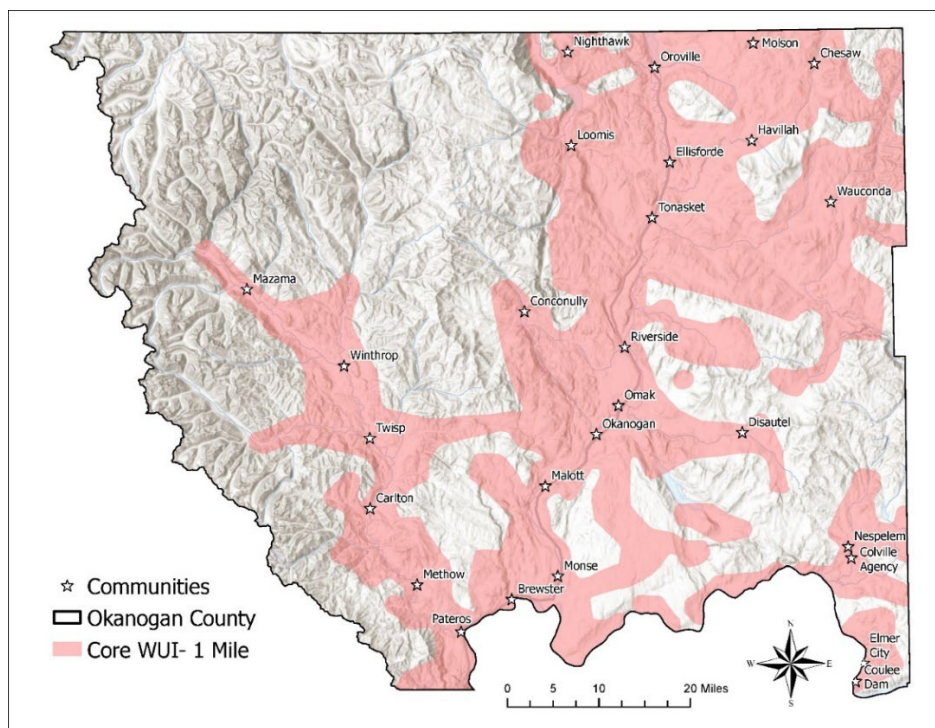 Nighthawk
Molson
Oroville
Chesaw
Loomis
Havillah
Ellisforde
Wauconda
Tonasket
Mazama
Conconully
Riverside
Winthrop
Omak
Twisp
Okanogan
Disautel
Malott
Carlton
Nespelem
Colville
Agency
Methow
Monse
Brewster
Pateros
Elmer
City
Coulee
Dam
Communities
Okanogan County
Core WUI- 1 Mile
N
W
E
S
0 5 10 20 Miles